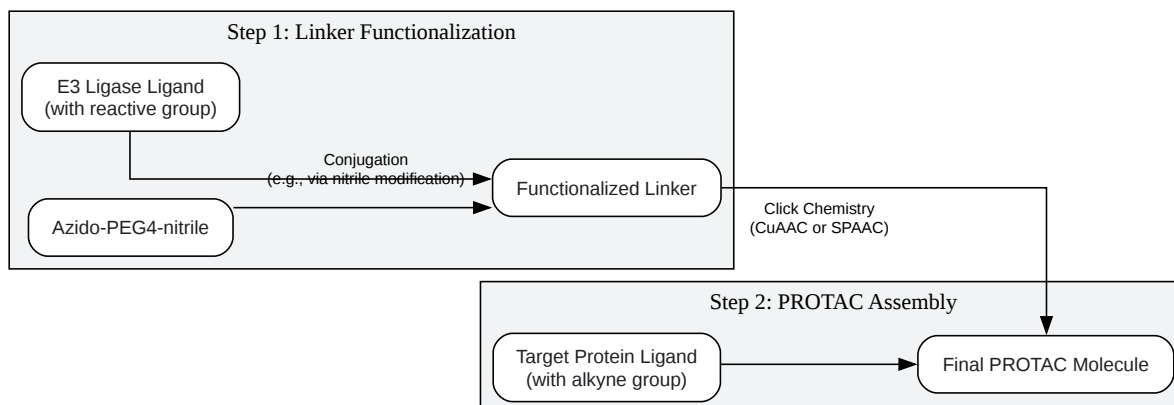 Step 1: Linker Functionalization
E3 Ligase Ligand
(with reactive group)
Conjugation
(e.g., via nitrile modification)
Functionalized Linker
Azido-PEG4-nitrile
Click Chemistry
(CuAAC or SPAAC)
Step 2: PROTAC Assembly
Target Protein Ligand
(with alkyne group)
Final PROTAC Molecule